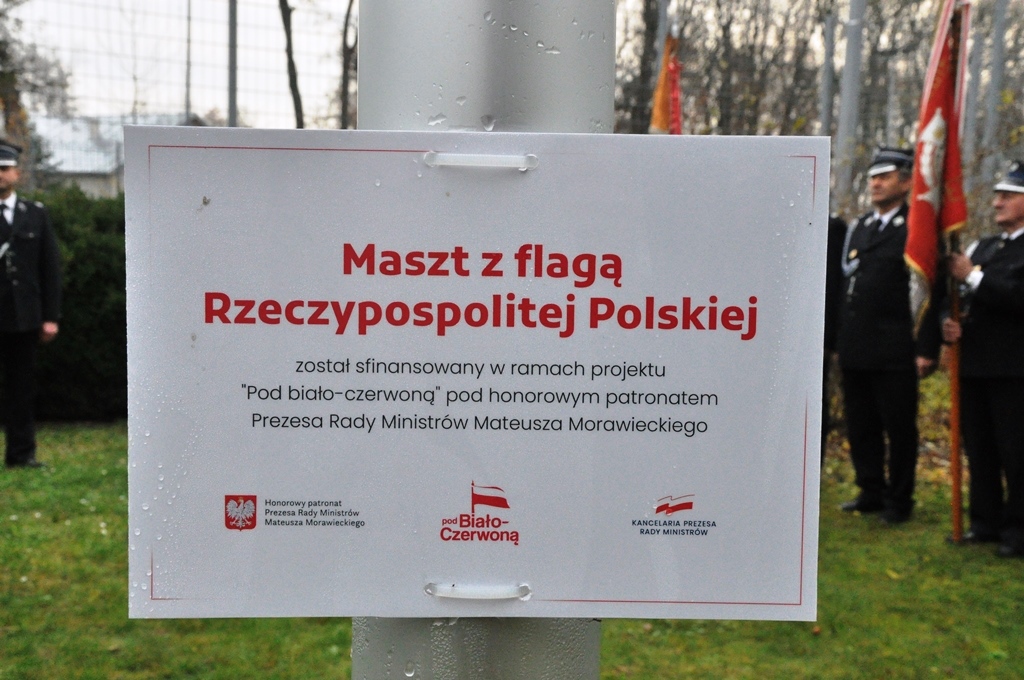 Maszt z flagą
Rzeczypospolitej Polskiej
został sfinansowany w ramach projektu
"Pod biało-czerwoną" pod honorowym patronatem
Prezesa Rady Ministrów Mateusza Morawieckiego
Honorowy patronat
Prezesa Rady Ministrów
Mateusza Morawieckiego
pod Biało-
Czerwoną
KANCELARIA PREZESA
RADY MINISTRÓW